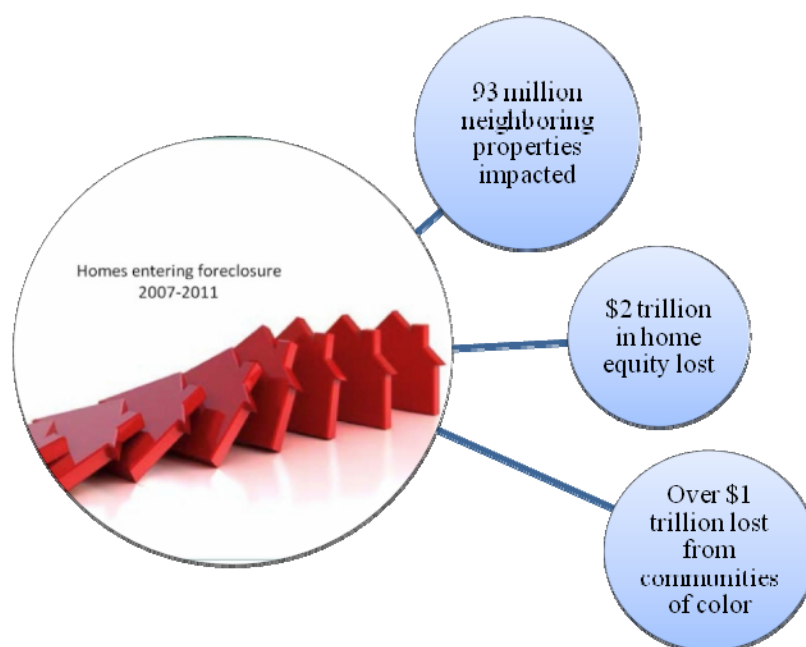 93 million
neighboring
properties
impacted
Homes entering foreclosure
2007-2011
$2 trillion
in home
equity lost
Over $1
trillion lost
from
communities
of color